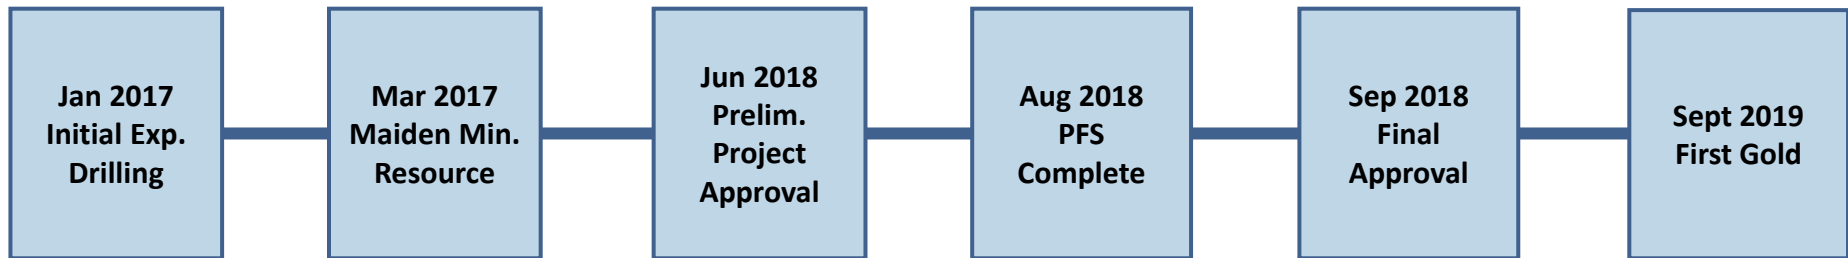 Jan 2017
Initial Exp.
Drilling
Mar 2017
Maiden Min.
Resource
Jun 2018
Prelim.
Project
Approval
Aug 2018
PFS
Complete
Sep 2018
Final
Approval
Sept 2019
First Gold